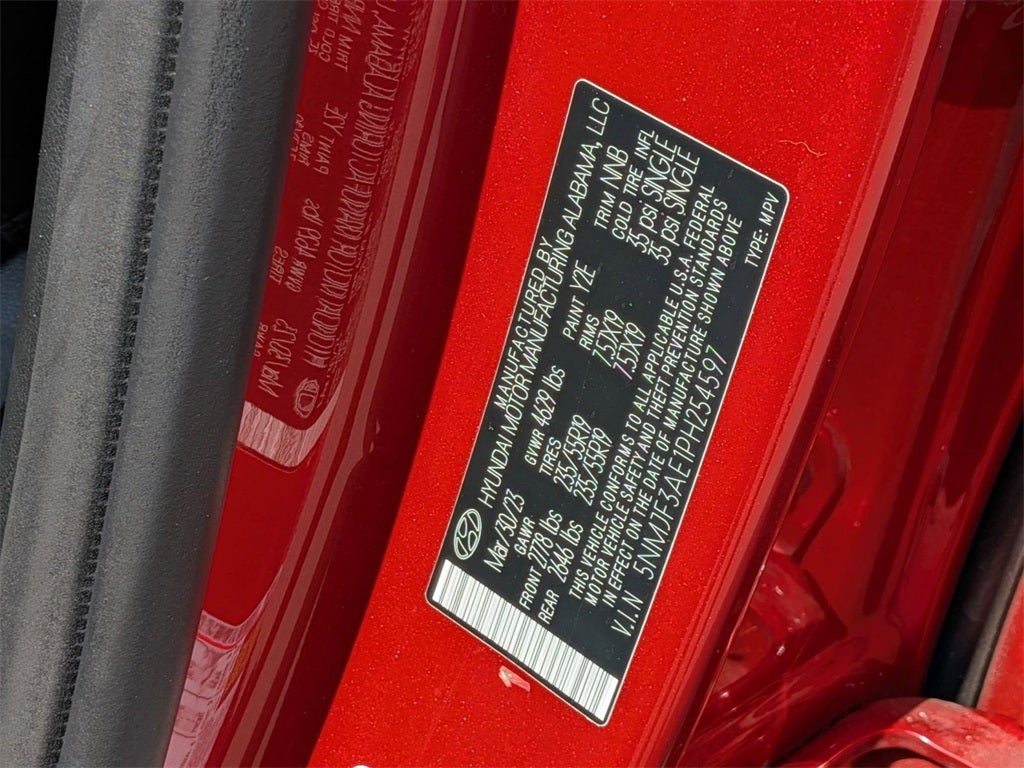 MANUFACTURED BY
HYUNDAI MOTOR MANUFACTURING ALABAMA, LLC
Mar/30/23 GVWR 4629 lbs PAINT Y2E TRIM NNB
GAWR TIRES RIMS COLD TIRE NFL
FRONT 2778 lbs 235/55R19 7.5JX19 35 psi SINGLE
REAR 2646 lbs 235/55R19 7.5JX19 35 psi SINGLE
THIS VEHICLE CONFORMS TO ALL APPLICABLE U.S.A. FEDERAL
MOTOR VEHICLE SAFETY AND THEFT PREVENTION STANDARDS
IN EFFECT ON THE DATE OF MANUFACTURE SHOWN ABOVE
V.I.N 5NMJF3AE1PH254597 TYPE: MPV